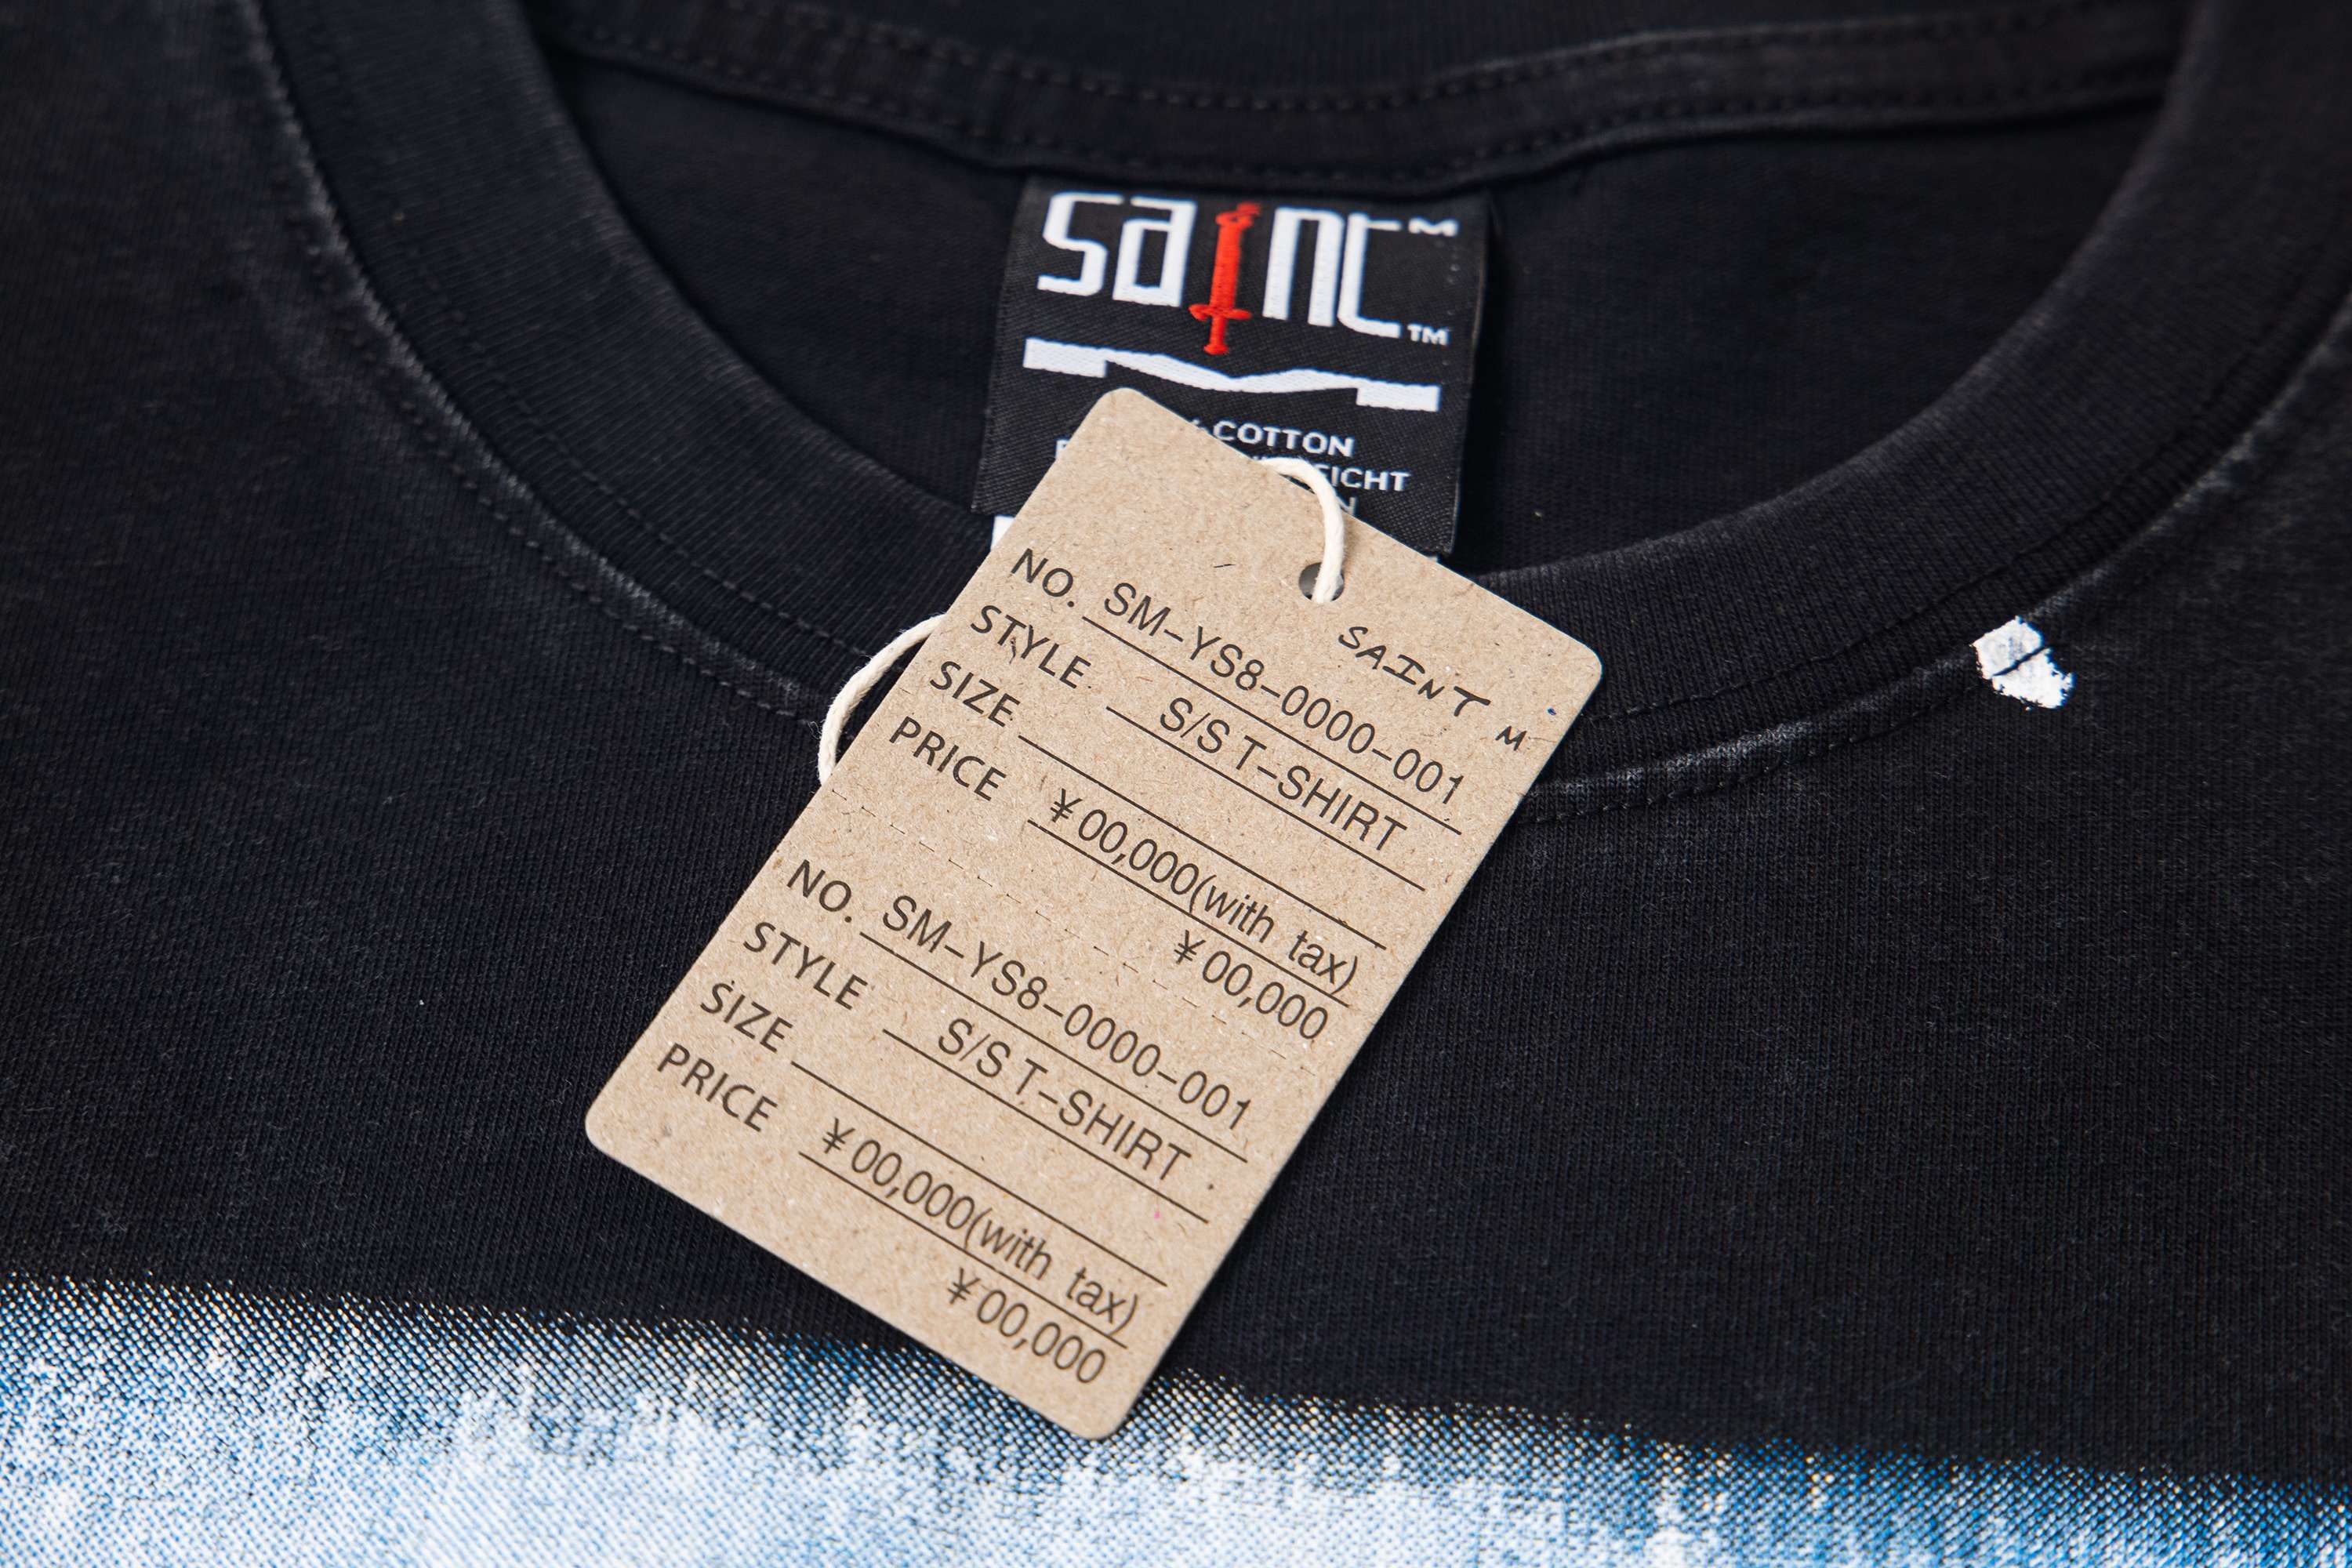 saint M
TM
COTTON
SAINT M
NO. SM-YS8-0000-001
STYLE S/S T-SHIRT
SIZE
PRICE ¥00,000(with tax)
¥00,000
NO. SM-YS8-0000-001
STYLE S/S T-SHIRT
SIZE
PRICE ¥00,000(with tax)
¥00,000